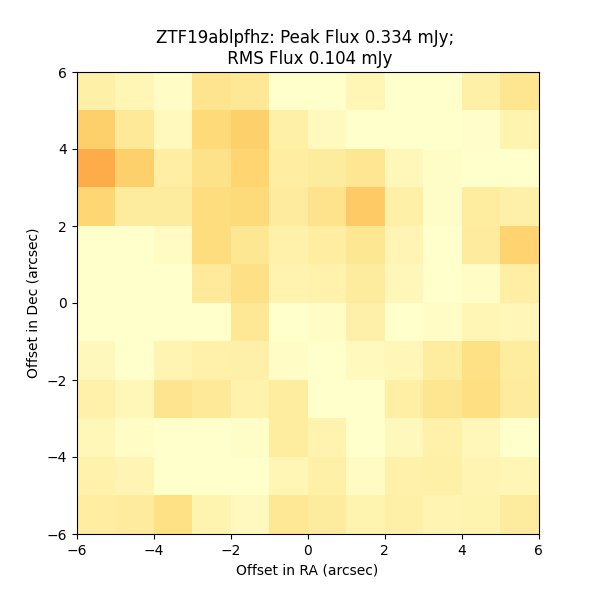 ZTF19ablpfhz: Peak Flux 0.334 mJy;
RMS Flux 0.104 mJy
6
4
2
0
−2
−4
−6
Offset in Dec (arcsec)
−6 −4 −2 0 2 4 6
Offset in RA (arcsec)